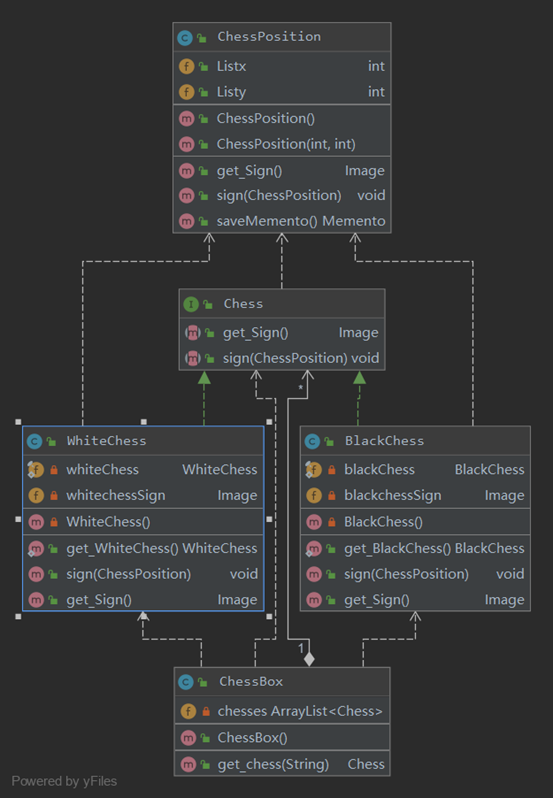 ChessPosition
Listx int
Listy int
ChessPosition()
ChessPosition(int, int)
get_Sign() Image
sign(ChessPosition) void
saveMemento() Memento
Chess
get_Sign() Image
sign(ChessPosition) void
*
WhiteChess
whiteChess WhiteChess
whitechessSign Image
WhiteChess()
get_WhiteChess() WhiteChess
sign(ChessPosition) void
get_Sign() Image
BlackChess
blackChess BlackChess
blackchessSign Image
BlackChess()
get_BlackChess() BlackChess
sign(ChessPosition) void
get_Sign() Image
1
ChessBox
chesses ArrayList<Chess>
ChessBox()
get_chess(String) Chess
Powered by yFiles